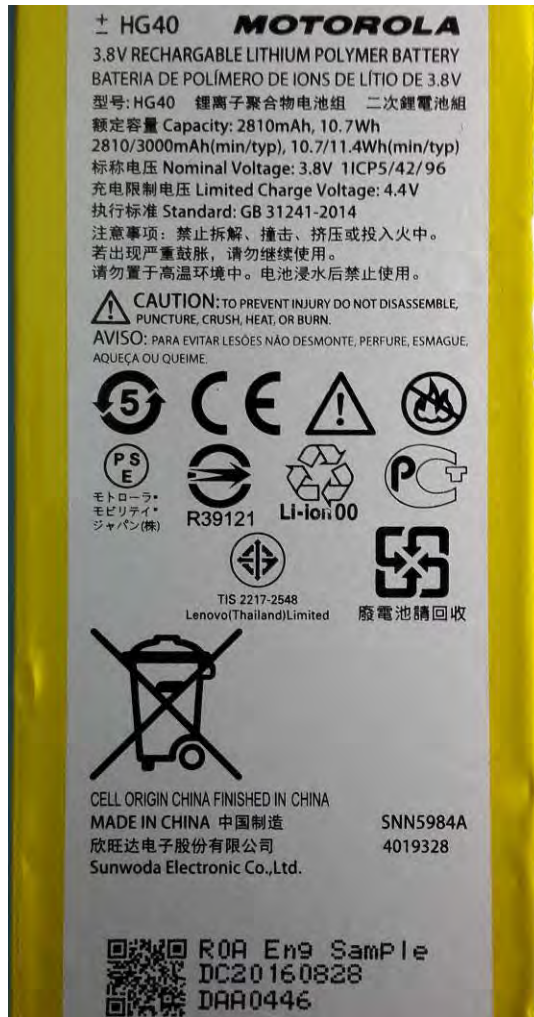 ± HG40 MOTOROLA
3.8V RECHARGABLE LITHIUM POLYMER BATTERY
BATERIA DE POLÍMERO DE IONS DE LÍTIO DE 3.8V
型号: HG40 鋰离子聚合物电池组 二次鋰電池組
额定容量 Capacity: 2810mAh, 10.7Wh
2810/3000mAh(min/typ), 10.7/11.4Wh(min/typ)
标称电压 Nominal Voltage: 3.8V 1ICP5/42/96
充电限制电压 Limited Charge Voltage: 4.4V
执行标准 Standard: GB 31241-2014
注意事项：禁止拆解、撞击、挤压或投入火中。
若出现严重鼓胀，请勿继续使用。
请勿置于高温环境中。电池浸水后禁止使用。
CAUTION: TO PREVENT INJURY DO NOT DISASSEMBLE,
PUNCTURE, CRUSH, HEAT, OR BURN.
AVISO: PARA EVITAR LESÕES NÃO DESMONTE, PERFURE, ESMAGUE,
AQUEÇA OU QUEIME.
5 CE
PS
E
モトローラ・
モビリティ・
ジャパン(株)
R39121
Li-ion 00
PCT
TIS 2217-2548
Lenovo(Thailand)Limited
廢電池請回收
CELL ORIGIN CHINA FINISHED IN CHINA
MADE IN CHINA 中国制造 SNN5984A
欣旺达电子股份有限公司 4019328
Sunwoda Electronic Co.,Ltd.
ROA Eng Sample
DC20160828
DAA0446